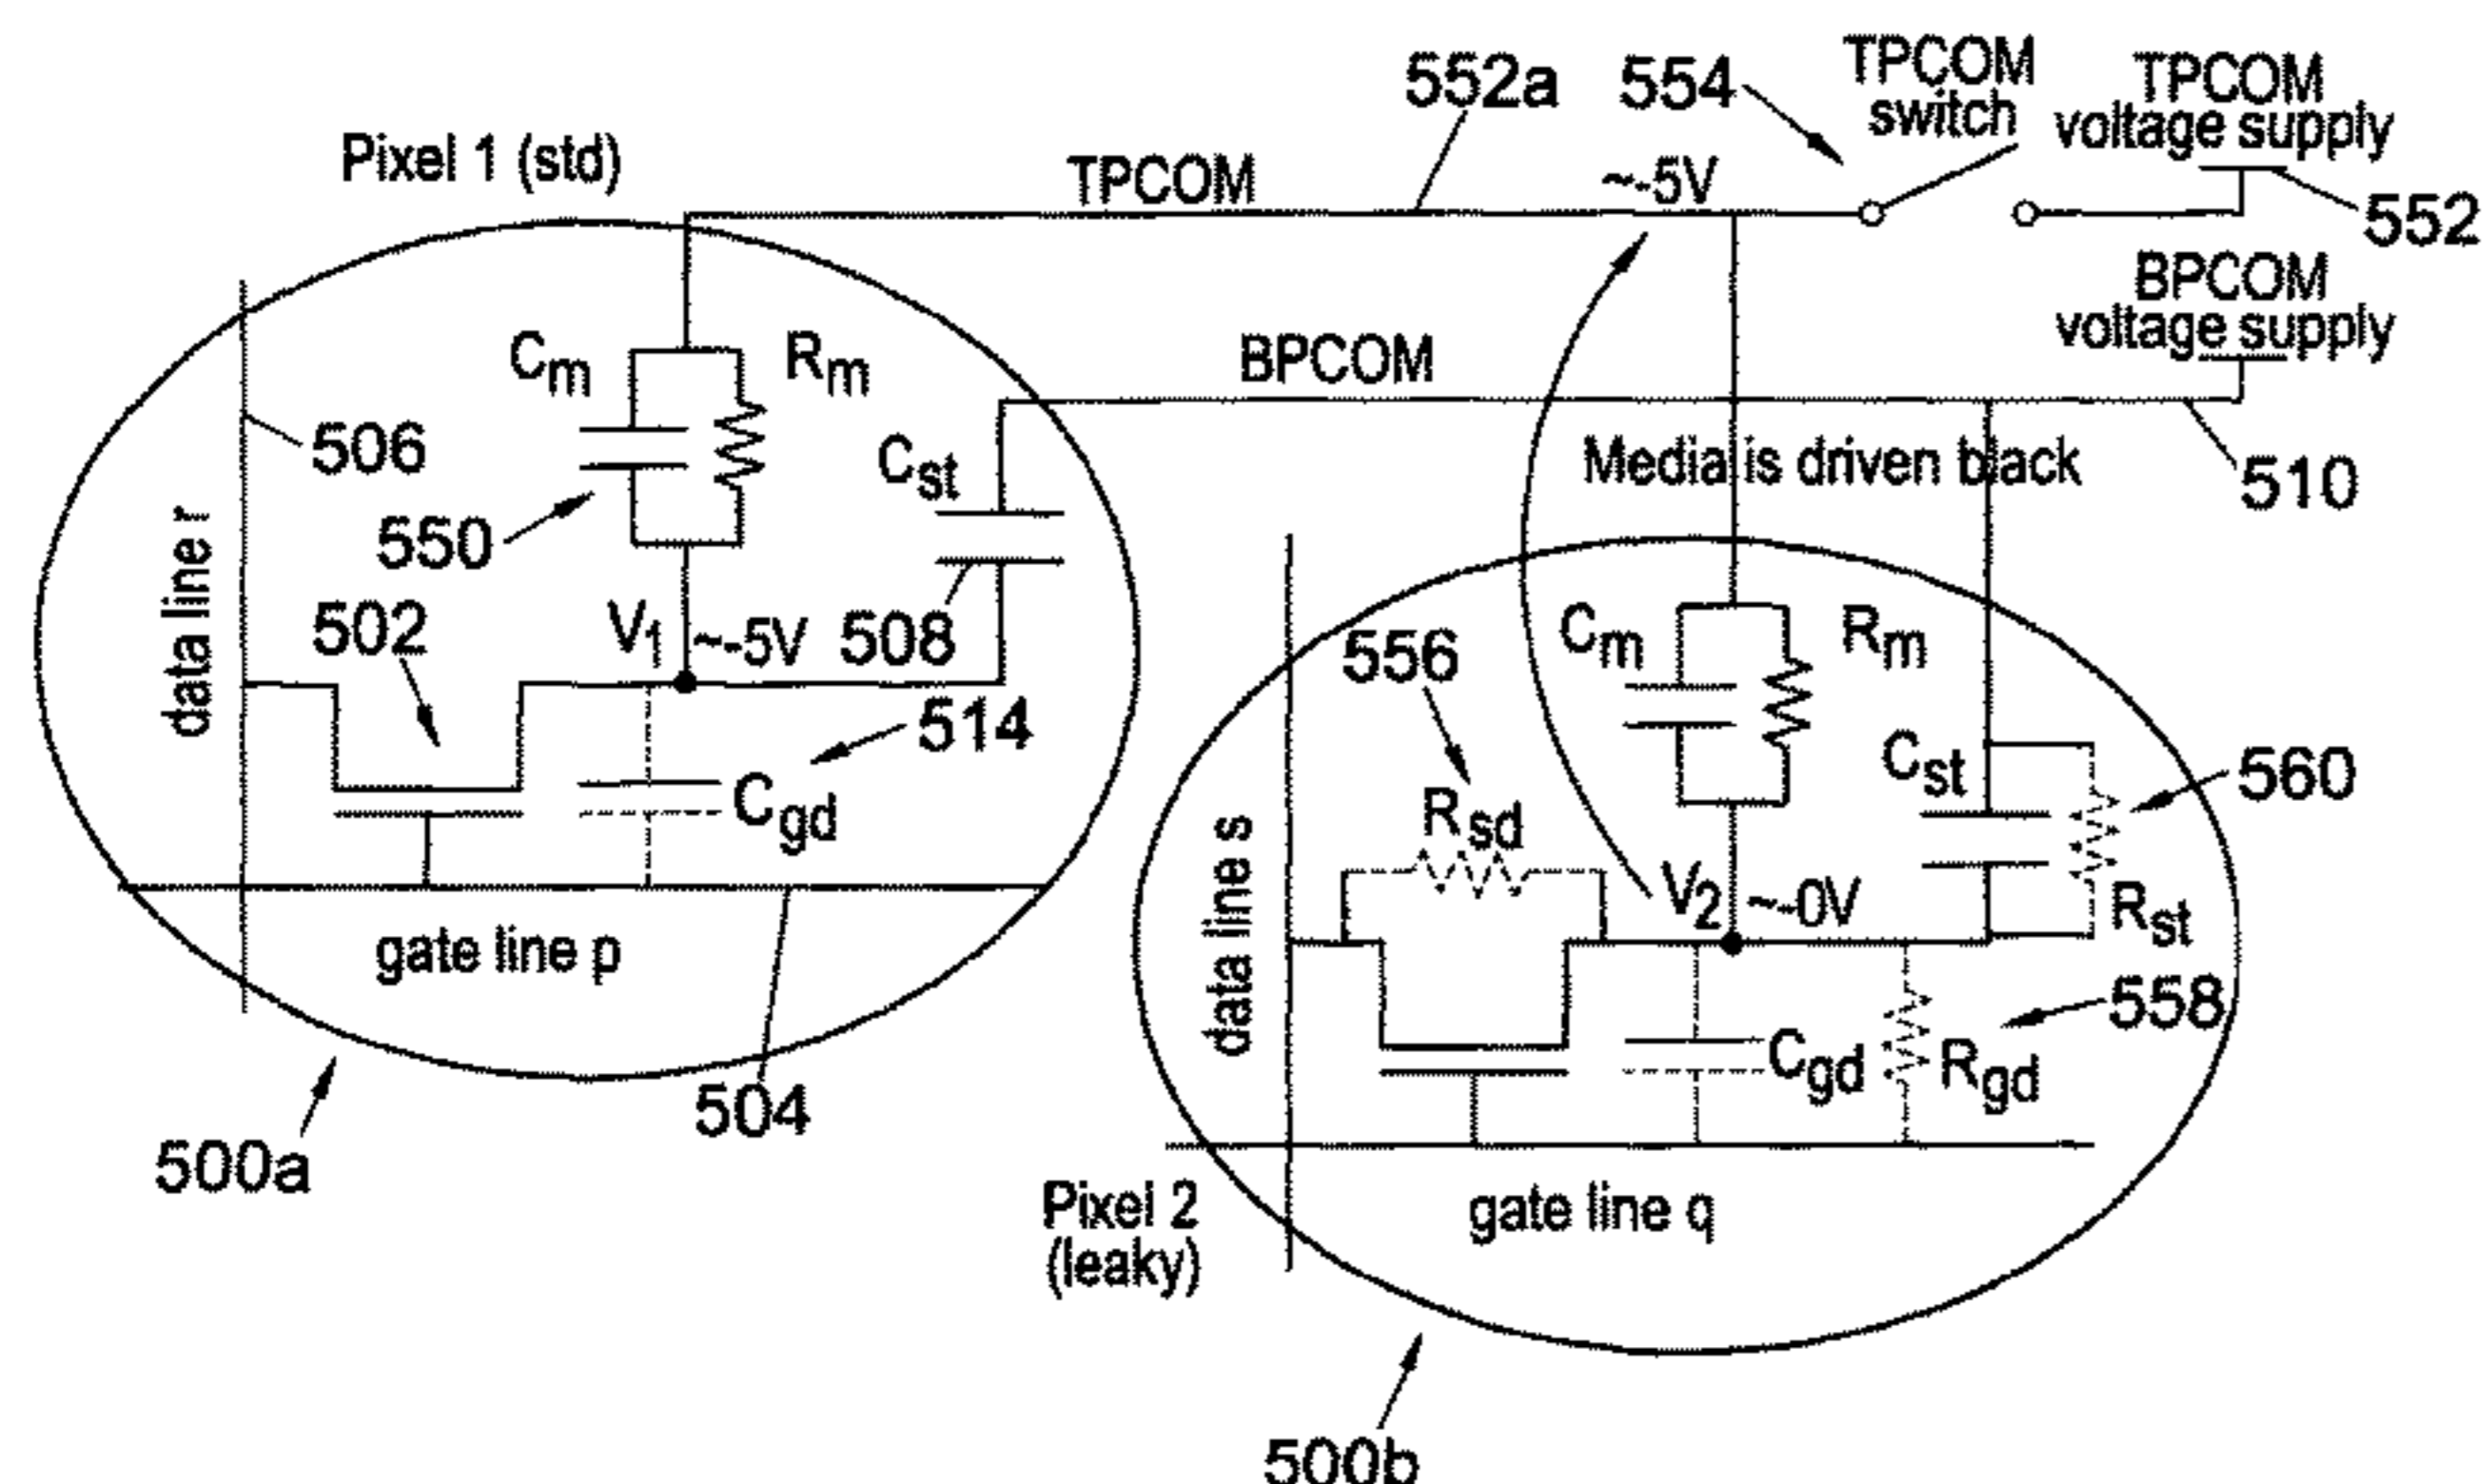 552a
554
TPCOM
switch
TPCOM
voltage supply
Pixel 1 (std)
TPCOM
~-5V
552
BPCOM
voltage supply
Cm
Rm
BPCOM
506
Cst
Media is driven black
510
550
data line r
502
V1
~-5V
508
556
Cm
Rm
514
Cgd
Cst
560
Rsd
data line s
V2
~-0V
Rst
gate line p
558
Cgd
Rgd
504
500a
Pixel 2
(leaky)
gate line q
500b